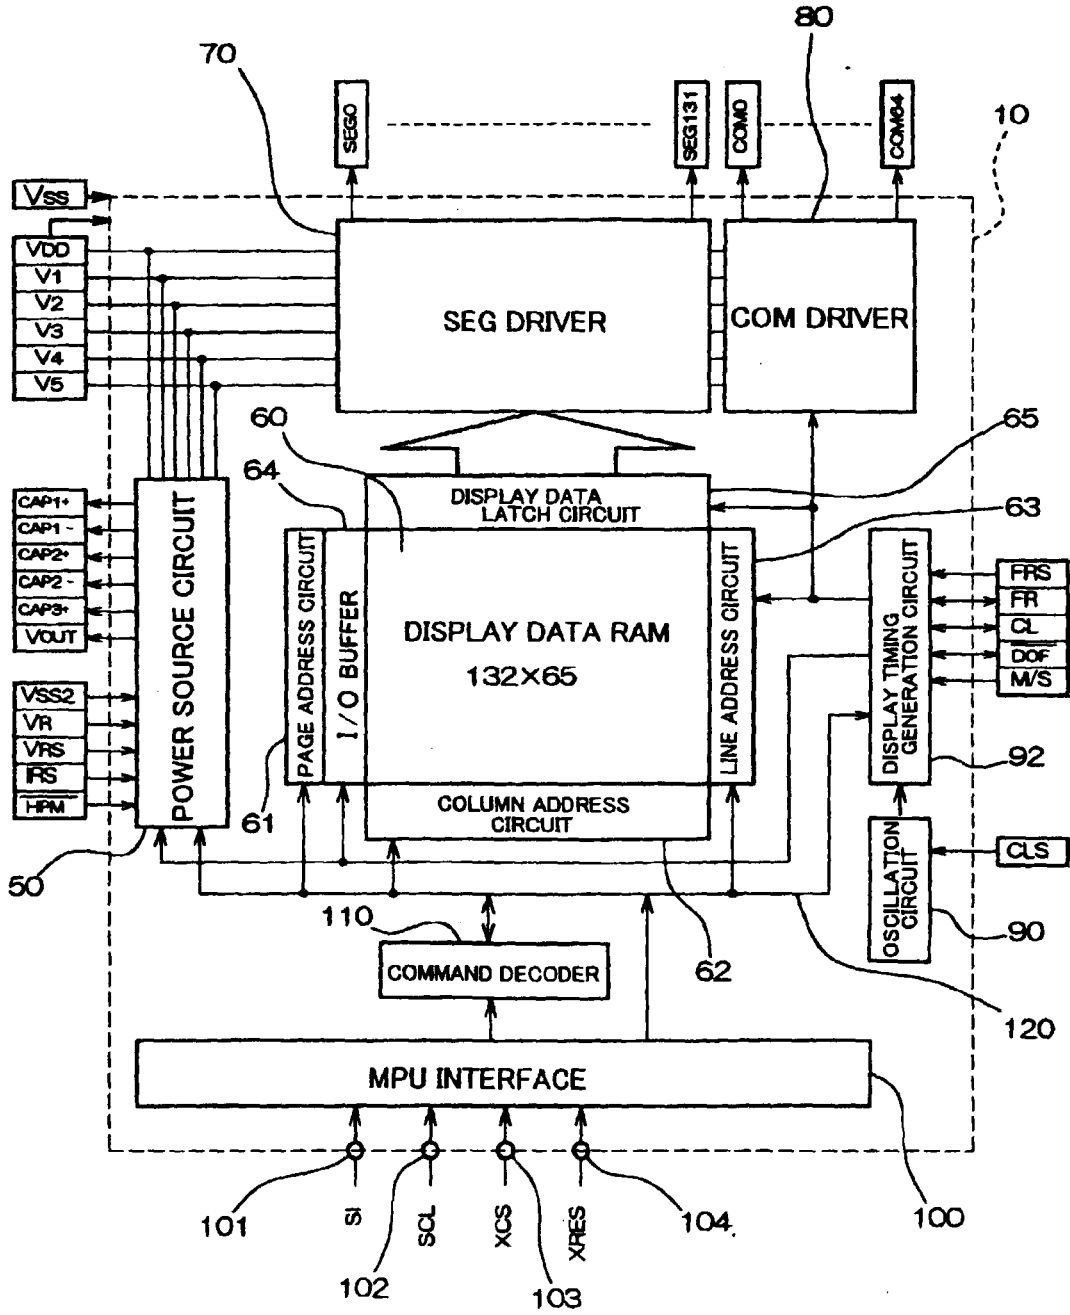 80
70
SEG0
SEG131
COM0
COM64
10
VSS
VDD
V1
V2
V3
V4
V5
SEG DRIVER
COM DRIVER
60
65
64
63
DISPLAY DATA
LATCH CIRCUIT
CAP1+
CAP1-
CAP2+
CAP2-
CAP3+
VOUT
POWER SOURCE CIRCUIT
PAGE ADDRESS CIRCUIT
I/O BUFFER
DISPLAY DATA RAM
132×65
LINE ADDRESS CIRCUIT
DISPLAY TIMING
GENERATION CIRCUIT
FRS
FR
CL
DOF
M/S
VSS2
VR
VRS
IRS
HPM
92
61
COLUMN ADDRESS
CIRCUIT
50
OSCILLATION
CIRCUIT
CLS
110
90
COMMAND DECODER
62
120
MPU INTERFACE
101
SI
102
SCL
XCS
103
XRES
104
100